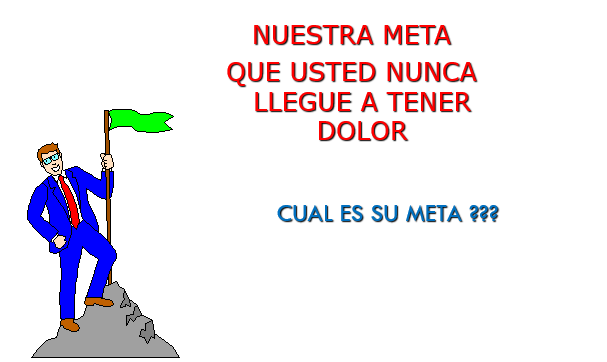 NUESTRA META
QUE USTED NUNCA
LLEGUE A TENER
DOLOR
CUAL ES SU META ???